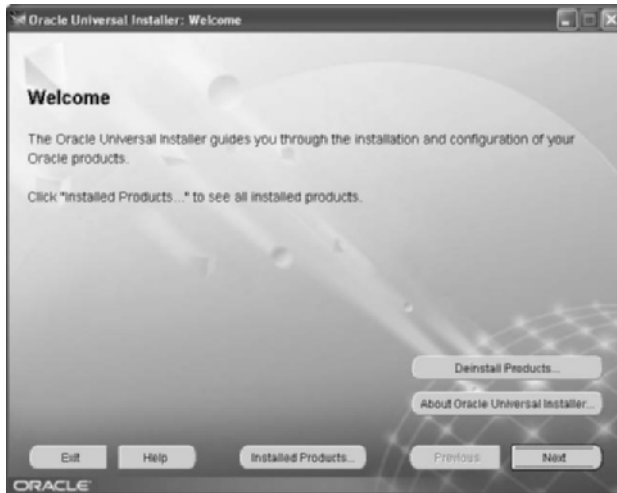 Oracle Universal Installer: Welcome
Welcome
The Oracle Universal Installer guides you through the installation and configuration of your
Oracle products.
Click "Installed Products..." to see all installed products.
Deinstall Products...
About Oracle Universal Installer...
Exit Help Installed Products... Previous Next
ORACLE